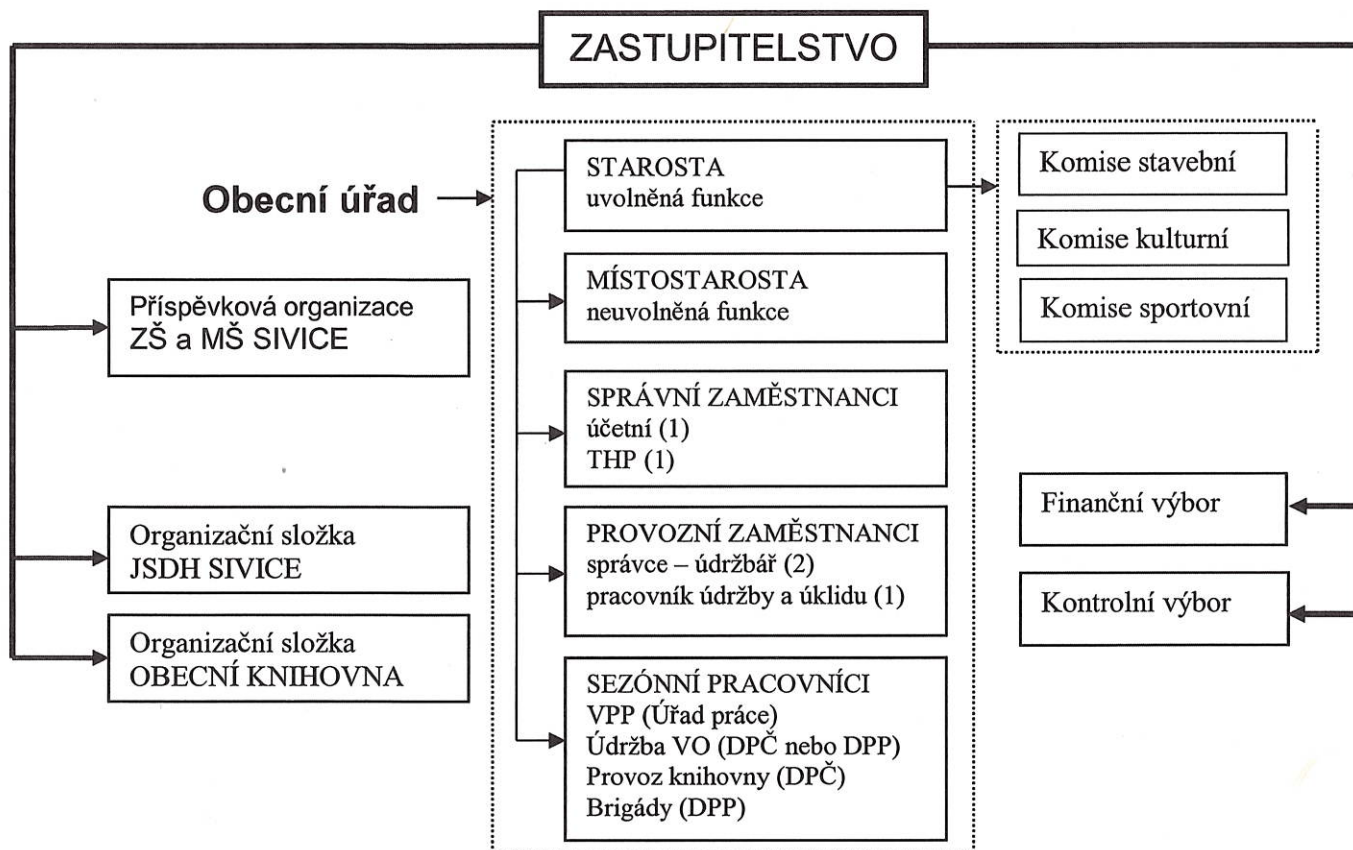 ZASTUPITELSTVO
Obecní úřad
STAROSTA
uvolněná funkce
MÍSTOSTAROSTA
neuvolněná funkce
SPRÁVNÍ ZAMĚSTNANCI
účetní (1)
THP (1)
PROVOZNÍ ZAMĚSTNANCI
správce – údržbář (2)
pracovník údržby a úklidu (1)
SEZÓNNÍ PRACOVNÍCI
VPP (Úřad práce)
Údržba VO (DPČ nebo DPP)
Provoz knihovny (DPČ)
Brigády (DPP)
Komise stavební
Komise kulturní
Komise sportovní
Příspěvková organizace
ZŠ a MŠ SIVICE
Organizační složka
JSDH SIVICE
Organizační složka
OBECNÍ KNIHOVNA
Finanční výbor
Kontrolní výbor